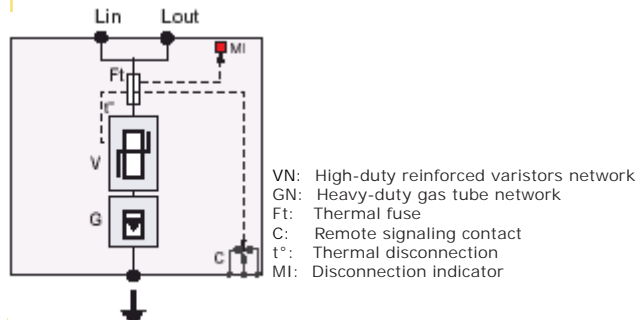 Lin Lout
MI
Ft
t°
V
G
C
VN: High-duty reinforced varistors network
GN: Heavy-duty gas tube network
Ft: Thermal fuse
C: Remote signaling contact
t°: Thermal disconnection
MI: Disconnection indicator